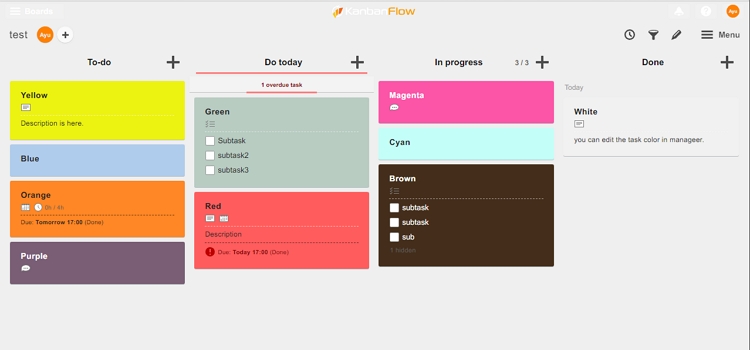 Boards
KanbanFlow
Ayu
test
Ayu
Menu
To-do
Yellow
Description is here.
Blue
Orange
0h / 4h
Due: Tomorrow 17:00 (Done)
Purple
Do today
1 overdue task
Green
Subtask
subtask2
subtask3
Red
Description
Due: Today 17:00 (Done)
In progress
3 / 3
Magenta
Cyan
Brown
subtask
subtask
sub
1 hidden
Done
Today
White
you can edit the task color in manageer.